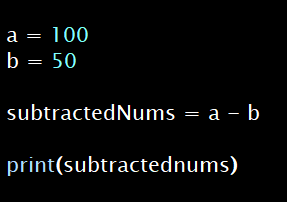 a = 100
b = 50
subtractedNums = a - b
print(subtractednums)